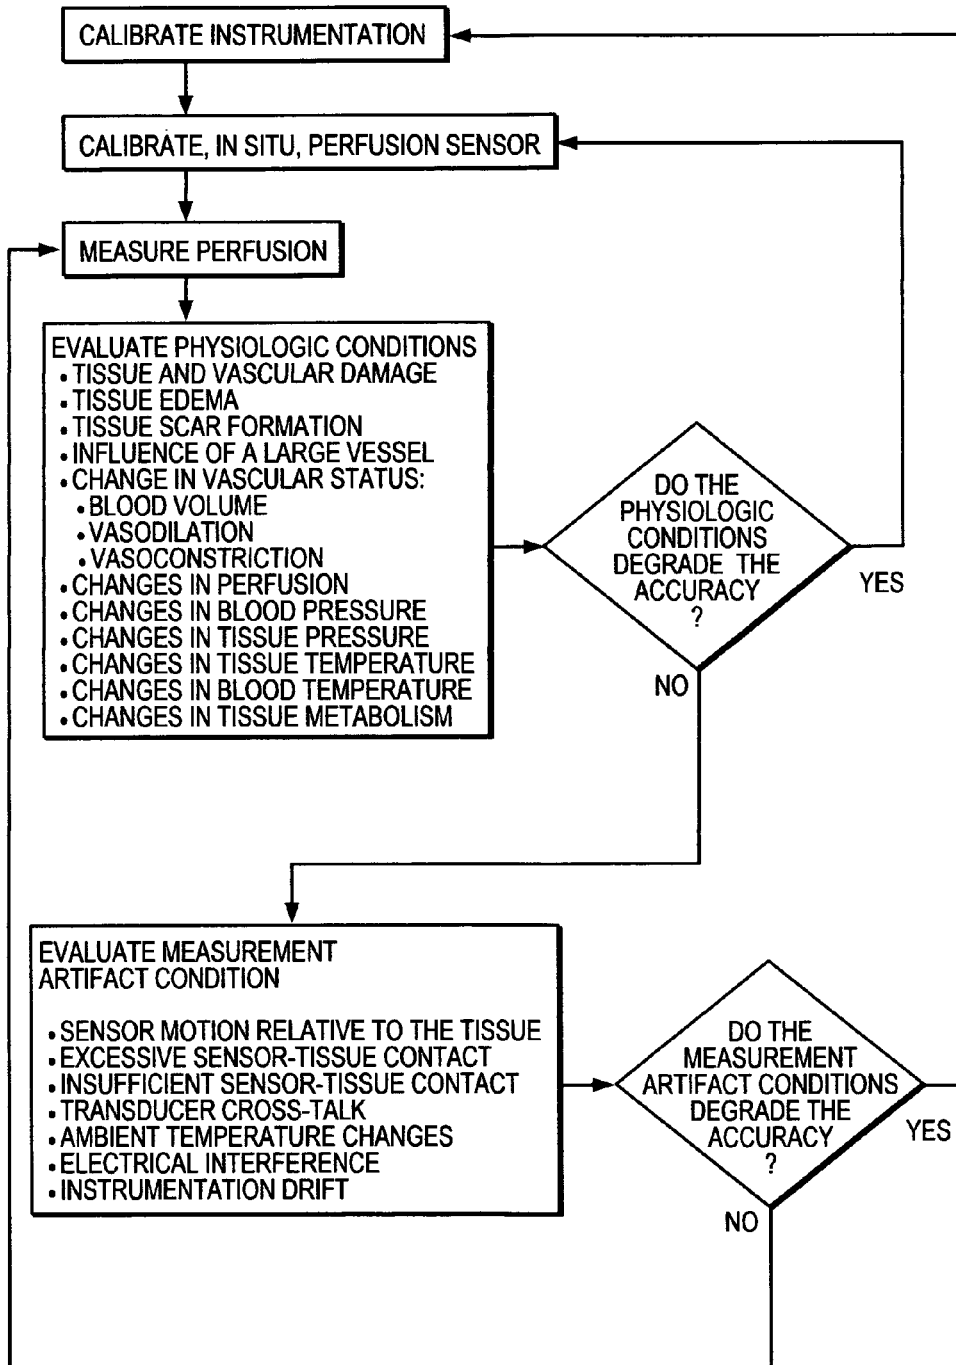 CALIBRATE INSTRUMENTATION
CALIBRATE, IN SITU, PERFUSION SENSOR
MEASURE PERFUSION
EVALUATE PHYSIOLOGIC CONDITIONS
• TISSUE AND VASCULAR DAMAGE
• TISSUE EDEMA
• TISSUE SCAR FORMATION
• INFLUENCE OF A LARGE VESSEL
• CHANGE IN VASCULAR STATUS:
• BLOOD VOLUME
• VASODILATION
• VASOCONSTRICTION
• CHANGES IN PERFUSION
• CHANGES IN BLOOD PRESSURE
• CHANGES IN TISSUE PRESSURE
• CHANGES IN TISSUE TEMPERATURE
• CHANGES IN BLOOD TEMPERATURE
• CHANGES IN TISSUE METABOLISM
DO THE
PHYSIOLOGIC
CONDITIONS
DEGRADE THE
ACCURACY
?
YES
NO
EVALUATE MEASUREMENT
ARTIFACT CONDITION
• SENSOR MOTION RELATIVE TO THE TISSUE
• EXCESSIVE SENSOR-TISSUE CONTACT
• INSUFFICIENT SENSOR-TISSUE CONTACT
• TRANSDUCER CROSS-TALK
• AMBIENT TEMPERATURE CHANGES
• ELECTRICAL INTERFERENCE
• INSTRUMENTATION DRIFT
DO THE
MEASUREMENT
ARTIFACT CONDITIONS
DEGRADE THE
ACCURACY
?
YES
NO